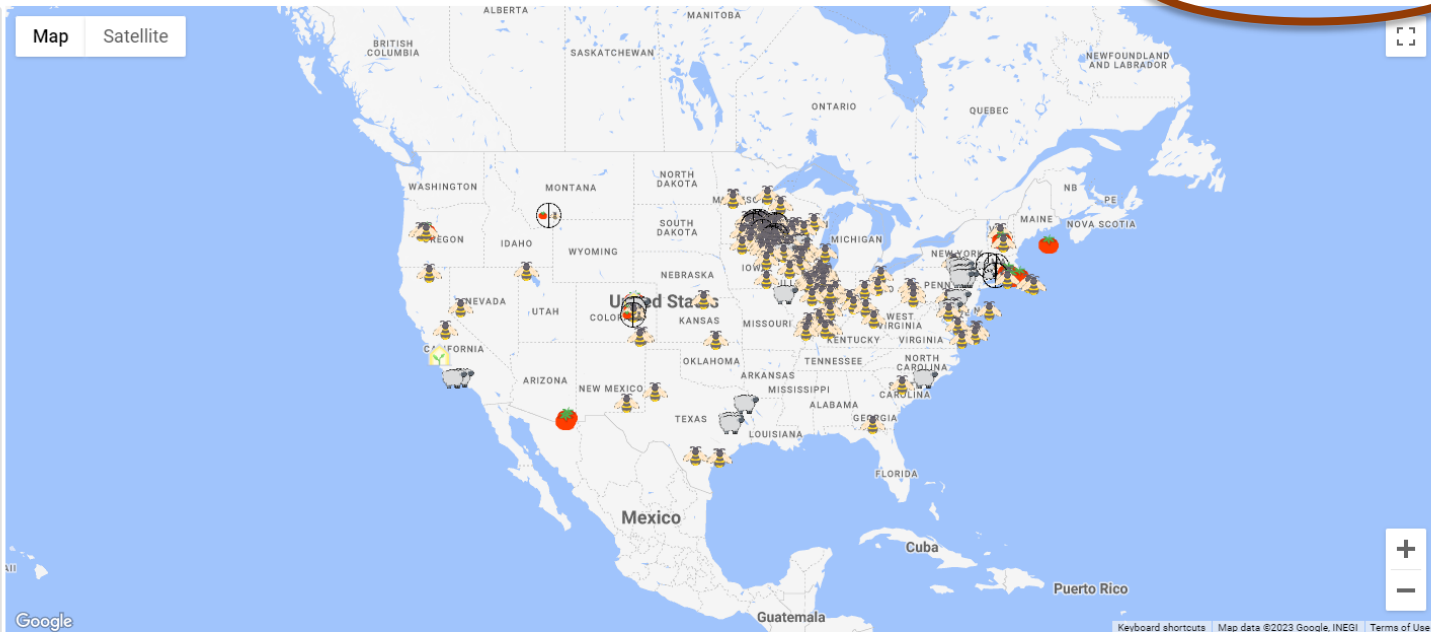 Map
Satellite
ALBERTA
MANITOBA
BRITISH
COLUMBIA
SASKATCHEWAN
NEWFOUNDLAND
AND LABRADOR
ONTARIO
QUEBEC
WASHINGTON
MONTANA
NORTH
DAKOTA
NB
PE
MAINE
NOVA SCOTIA
SOUTH
DAKOTA
MICHIGAN
IDAHO
WYOMING
NEW YORK
IOWA
NEBRASKA
PENN
United States
NEVADA
UTAH
COLOR
KANSAS
MISSOURI
WEST
VIRGINIA
KENTUCKY
VIRGINIA
CALIFORNIA
OKLAHOMA
TENNESSEE
NORTH
CAROLINA
ARKANSAS
ARIZONA
NEW MEXICO
MISSISSIPPI
CAROLINA
ALABAMA
TEXAS
GEORGIA
LOUISIANA
FLORIDA
Mexico
Cuba
Puerto Rico
Guatemala
Google
Keyboard shortcuts
Map data ©2023 Google, INEGI
Terms of Use